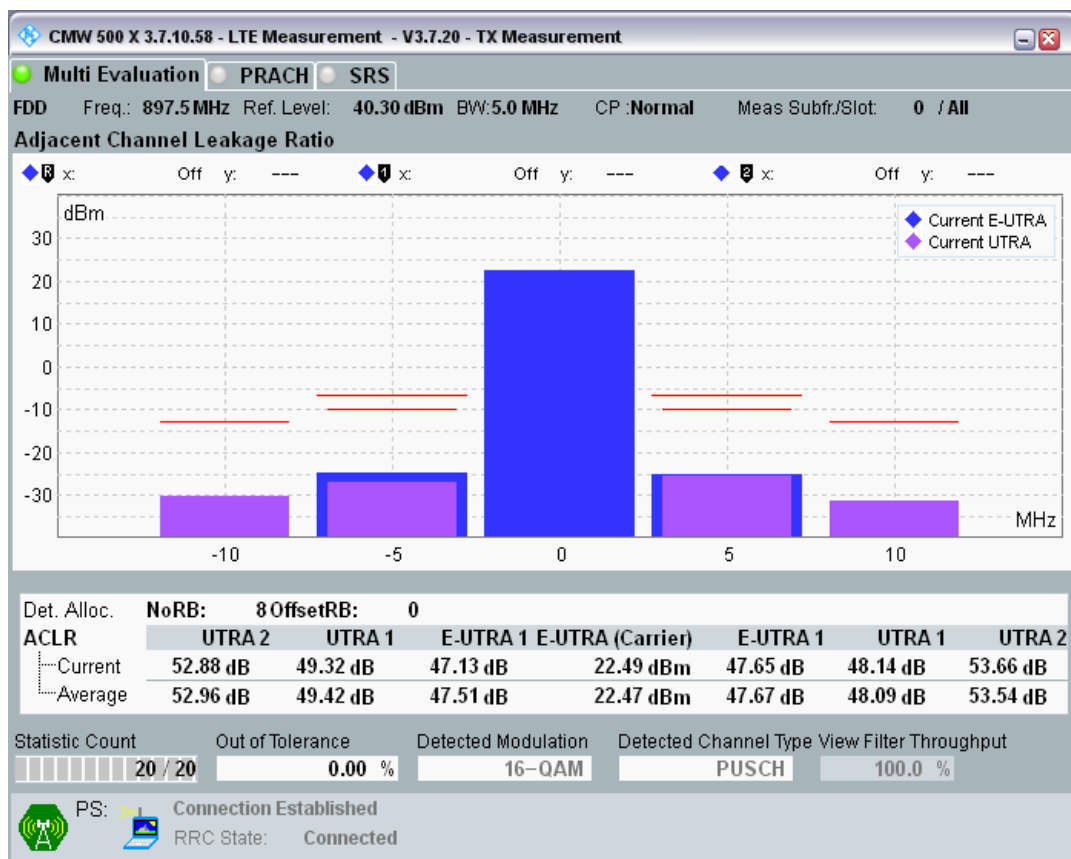 CMW 500 X 3.7.10.58 - LTE Measurement - V3.7.20 - TX Measurement
Multi Evaluation PRACH SRS
FDD Freq.: 897.5 MHz Ref. Level: 40.30 dBm BW:5.0 MHz CP :Normal Meas Subfr./Slot: 0 / All
Adjacent Channel Leakage Ratio
R x: Off y: --- 1 x: Off y: --- 2 x: Off y: ---
dBm
Current E-UTRA
Current UTRA
30
20
10
0
-10
-20
-30
MHz
-10 -5 0 5 10
Det. Alloc. NoRB: 8 OffsetRB: 0
ACLR UTRA 2 UTRA 1 E-UTRA 1 E-UTRA (Carrier) E-UTRA 1 UTRA 1 UTRA 2
Current 52.88 dB 49.32 dB 47.13 dB 22.49 dBm 47.65 dB 48.14 dB 53.66 dB
Average 52.96 dB 49.42 dB 47.51 dB 22.47 dBm 47.67 dB 48.09 dB 53.54 dB
Statistic Count Out of Tolerance Detected Modulation Detected Channel Type View Filter Throughput
20 / 20 0.00 % 16-QAM PUSCH 100.0 %
PS: Connection Established
RRC State: Connected